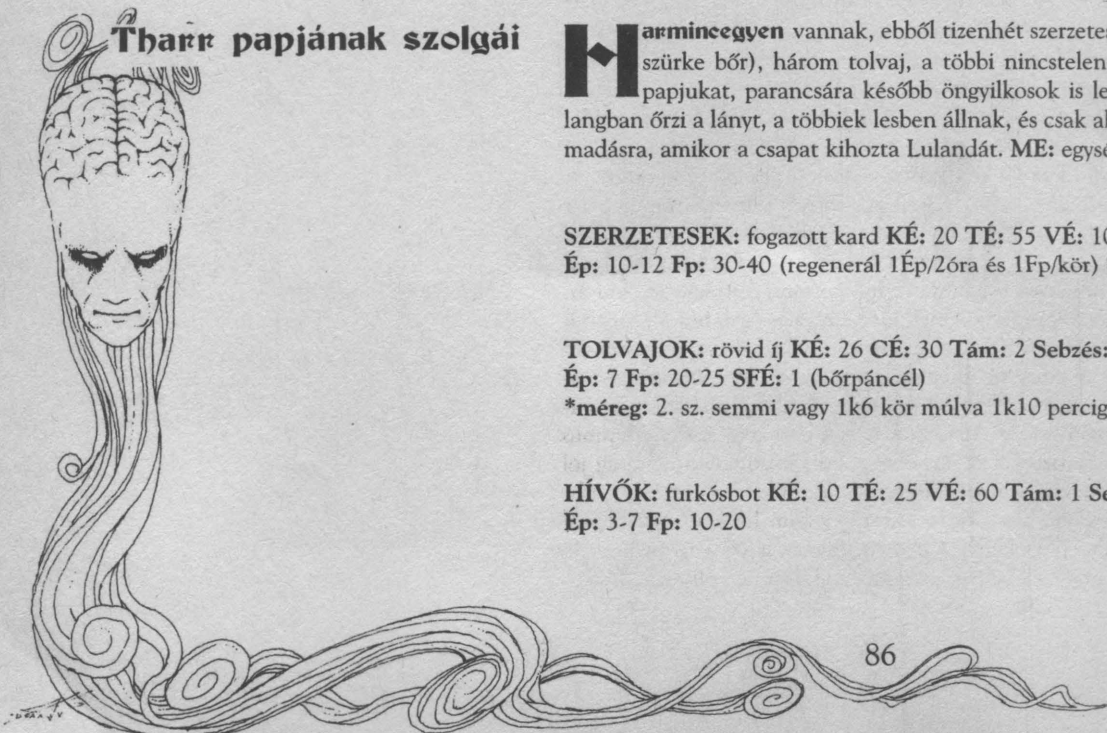 Tharr papjának szolgái
Harmincegyen vannak, ebből tizenhét szerzetes
szürke bőr), három tolvaj, a többi nincstelen
papjukat, parancsára később öngyilkosok is le
langban őrzi a lányt, a többiek lesben állnak, és csak al
madásra, amikor a csapat kihozta Lulandát. ME: egysé
SZERZETESEK: fogazott kard KÉ: 20 TÉ: 55 VÉ: 10
Ép: 10-12 Fp: 30-40 (regenerál 1Ép/2óra és 1Fp/kör)
TOLVAJOK: rövid íj KÉ: 26 CÉ: 30 Tám: 2 Sebzés:
Ép: 7 Fp: 20-25 SFÉ: 1 (bőrpáncél)
*méreg: 2. sz. semmi vagy 1k6 kör múlva 1k10 percig
HÍVŐK: furkósbot KÉ: 10 TÉ: 25 VÉ: 60 Tám: 1 Se
Ép: 3-7 Fp: 10-20
86